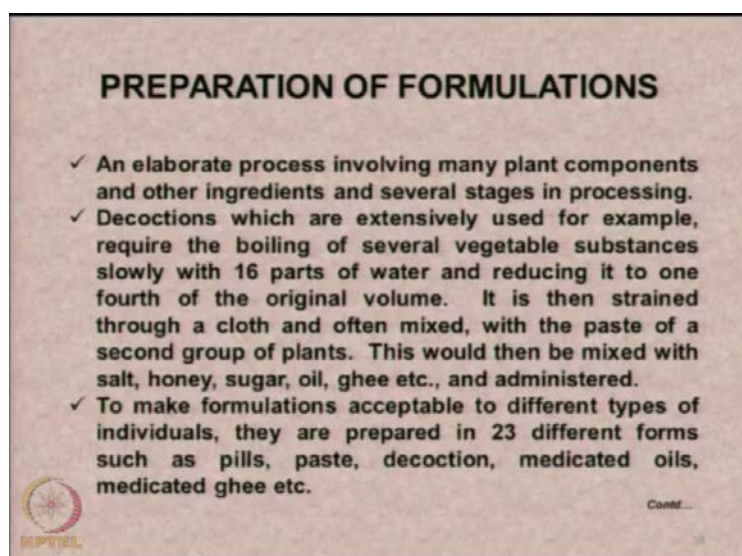 PREPARATION OF FORMULATIONS
✓ An elaborate process involving many plant components
and other ingredients and several stages in processing.
✓ Decoctions which are extensively used for example,
require the boiling of several vegetable substances
slowly with 16 parts of water and reducing it to one
fourth of the original volume. It is then strained
through a cloth and often mixed, with the paste of a
second group of plants. This would then be mixed with
salt, honey, sugar, oil, ghee etc., and administered.
✓ To make formulations acceptable to different types of
individuals, they are prepared in 23 different forms
such as pills, paste, decoction, medicated oils,
medicated ghee etc.
Contd...
NPTEL